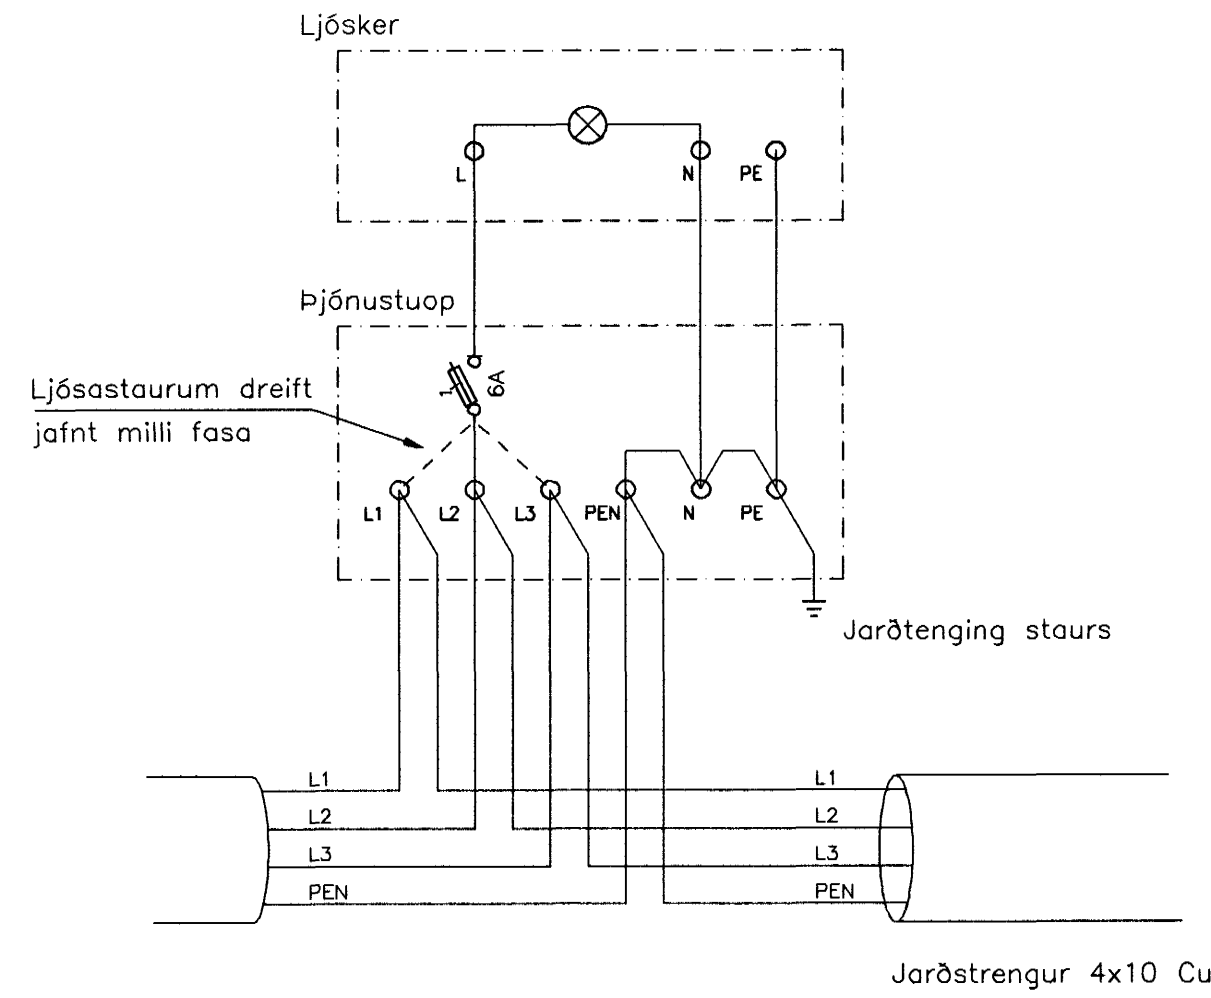 Ljósker
L
N
PE
Þjónustuop
Ljósastaurum dreift
jafnt milli fasa
1
6A
L1
L2
L3
PEN
N
PE
Jarðtenging staurs
L1
L1
L2
L2
L3
L3
PEN
PEN
Jarðstrengur 4x10 Cu